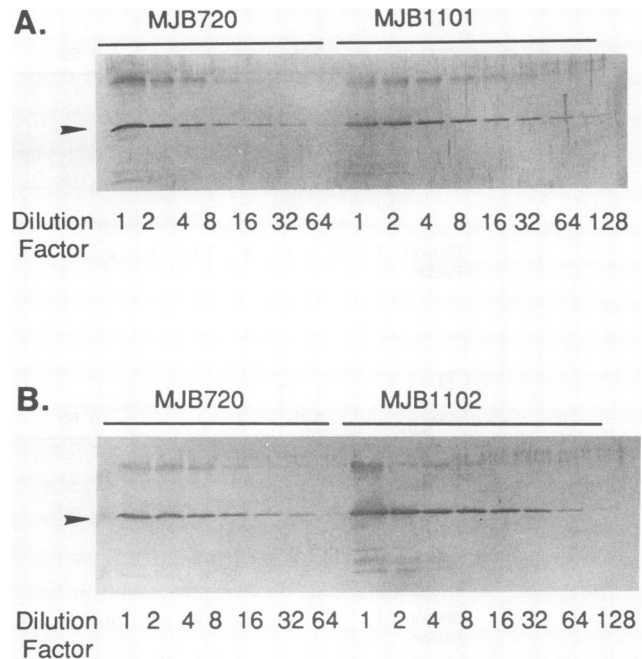 A.
MJB720 MJB1101
Dilution Factor 1 2 4 8 16 32 64 1 2 4 8 16 32 64 128
B.
MJB720 MJB1102
Dilution Factor 1 2 4 8 16 32 64 1 2 4 8 16 32 64 128